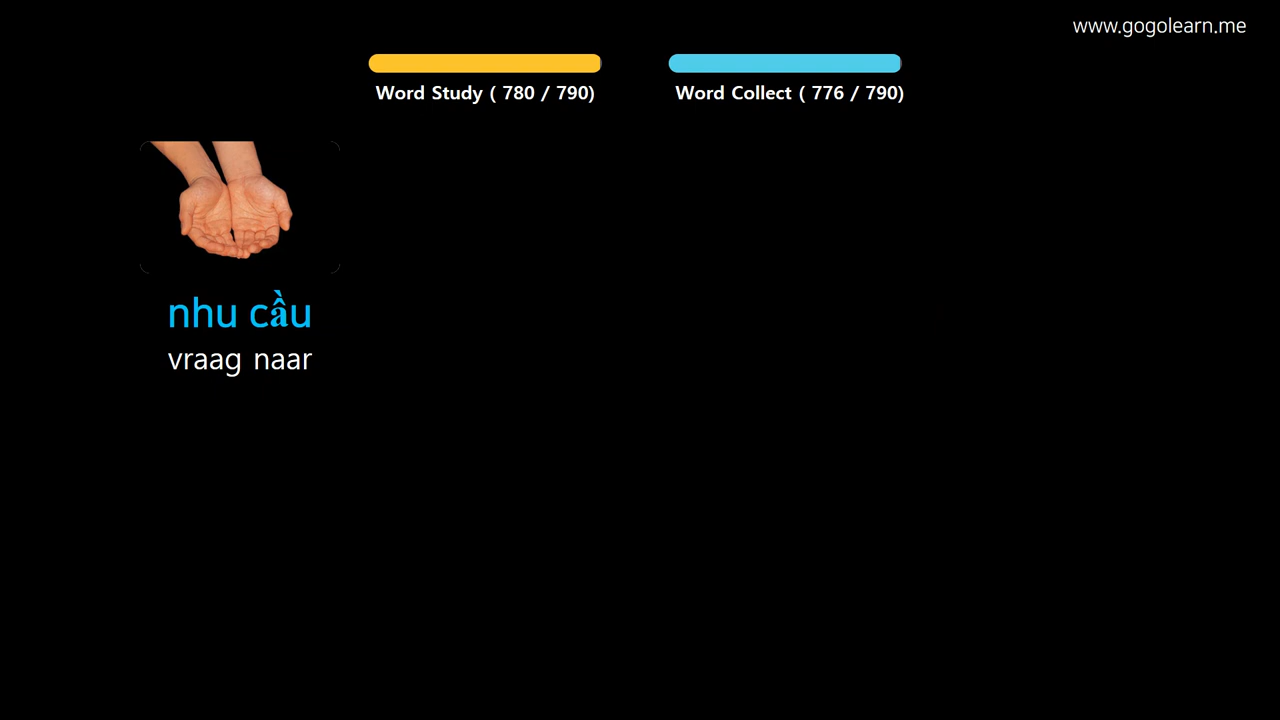 www.gogolearn.me
Word Study ( 780 / 790)
Word Collect ( 776 / 790)
nhu cầu
vraag naar